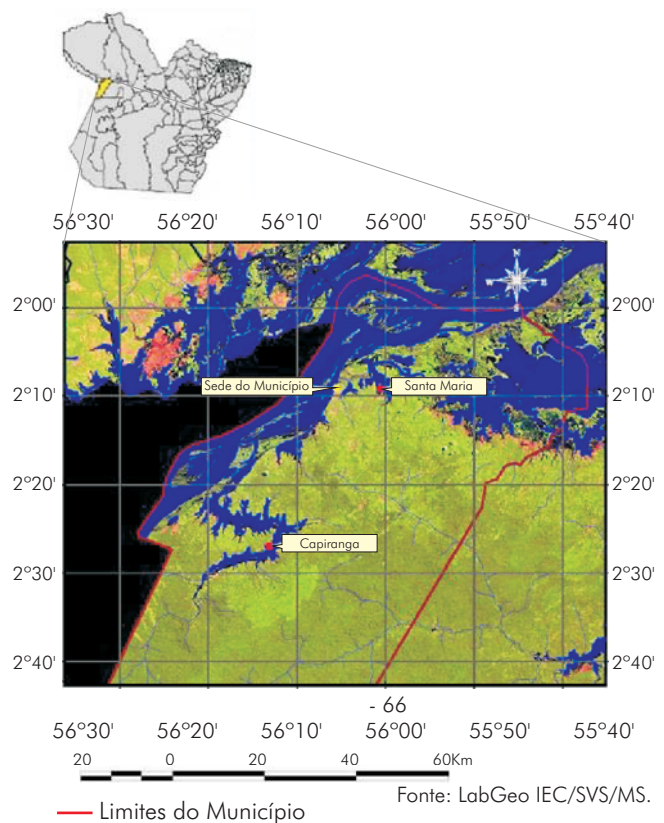 56°30' 56°20' 56°10' 56°00' 55°50' 55°40'
N
W E
S
2°00' 2°00'
Sede do Município Santa Maria
2°10' 2°10'
2°20' 2°20'
Capiranga
2°30' 2°30'
2°40' 2°40'
- 66
56°30' 56°20' 56°10' 56°00' 55°50' 55°40'
20 0 20 40 60Km
Fonte: LabGeo IEC/SVS/MS.
Limites do Município